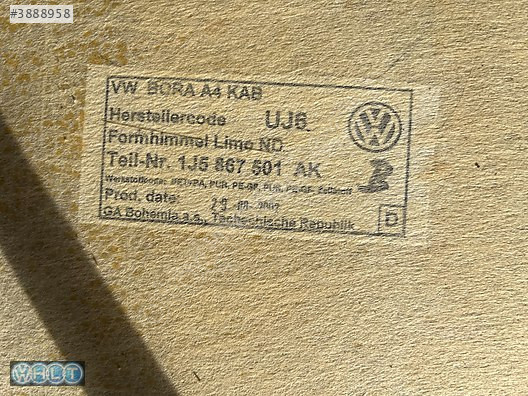 #3888958
VW BORA A4 KAB
Herstellercode UJ6
Formhimmel Limo ND
Teil-Nr. 1J5 867 501 AK
Prod. date:
GA Bohemia a.s., Tschechische Republik
D
WHLT